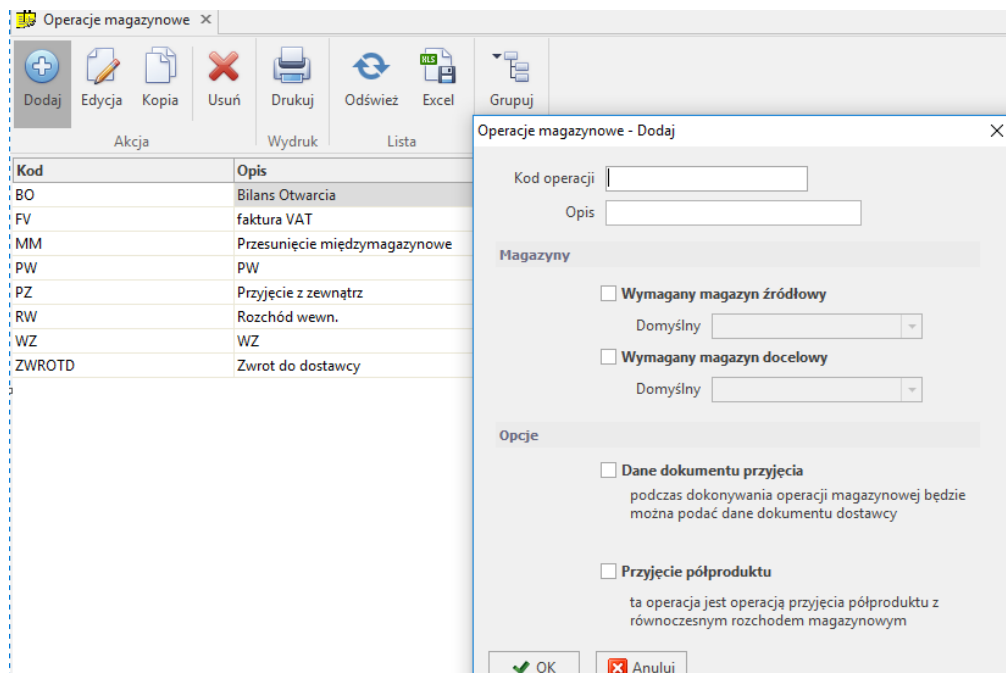 Operacje magazynowe
Dodaj Edycja Kopia Usuń Drukuj Odśwież Excel Grupuj
Akcja Wydruk Lista
Kod Opis
BO Bilans Otwarcia
FV faktura VAT
MM Przesunięcie międzymagazynowe
PW PW
PZ Przyjęcie z zewnątrz
RW Rozchód wewn.
WZ WZ
ZWROTD Zwrot do dostawcy
Operacje magazynowe - Dodaj
Kod operacji
Opis
Magazyny
Wymagany magazyn źródłowy
Domyślny
Wymagany magazyn docelowy
Domyślny
Opcje
Dane dokumentu przyjęcia
podczas dokonywania operacji magazynowej będzie
można podać dane dokumentu dostawcy
Przyjęcie półproduktu
ta operacja jest operacją przyjęcia półproduktu z
równoczesnym rozchodem magazynowym
OK Anuluj